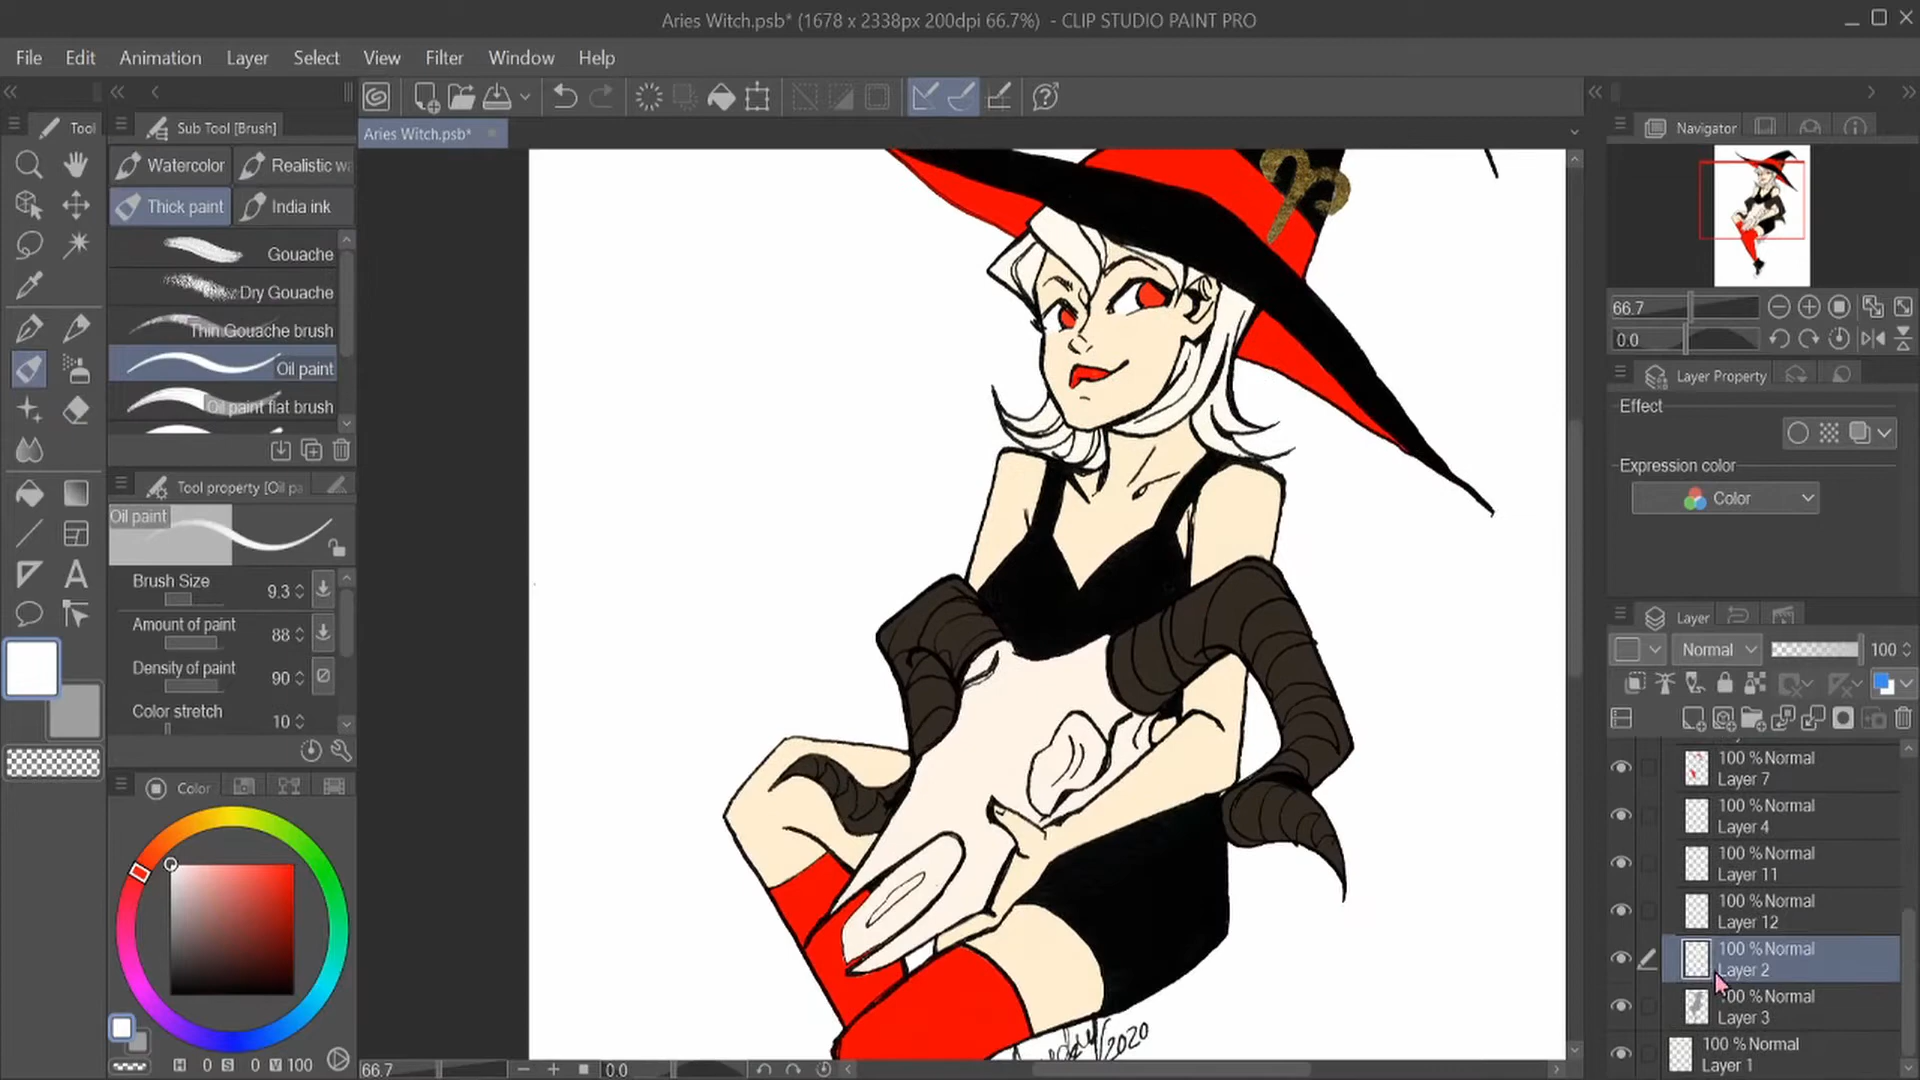 Aries Witch.psb* (1678 x 2338px 200dpi 66.7%) - CLIP STUDIO PAINT PRO
File Edit Animation Layer Select View Filter Window Help
Aries Witch.psb*
Tool
Sub Tool [Brush]
Watercolor
Realistic wa
Thick paint
India ink
Gouache
Dry Gouache
Thin Gouache brush
Oil paint
Oil paint flat brush
Tool property [Oil pa
Oil paint
Brush Size 9.3
Amount of paint 88
Density of paint 90
Color stretch 10
Color
H 0 S 0 V 100
2020
66.7 0.0
Navigator
66.7
0.0
Layer Property
Effect
Expression color
Color
Layer
Normal 100
100 % Normal
Layer 7
100 % Normal
Layer 4
100 % Normal
Layer 11
100 % Normal
Layer 12
100 % Normal
Layer 2
100 % Normal
Layer 3
100 % Normal
Layer 1